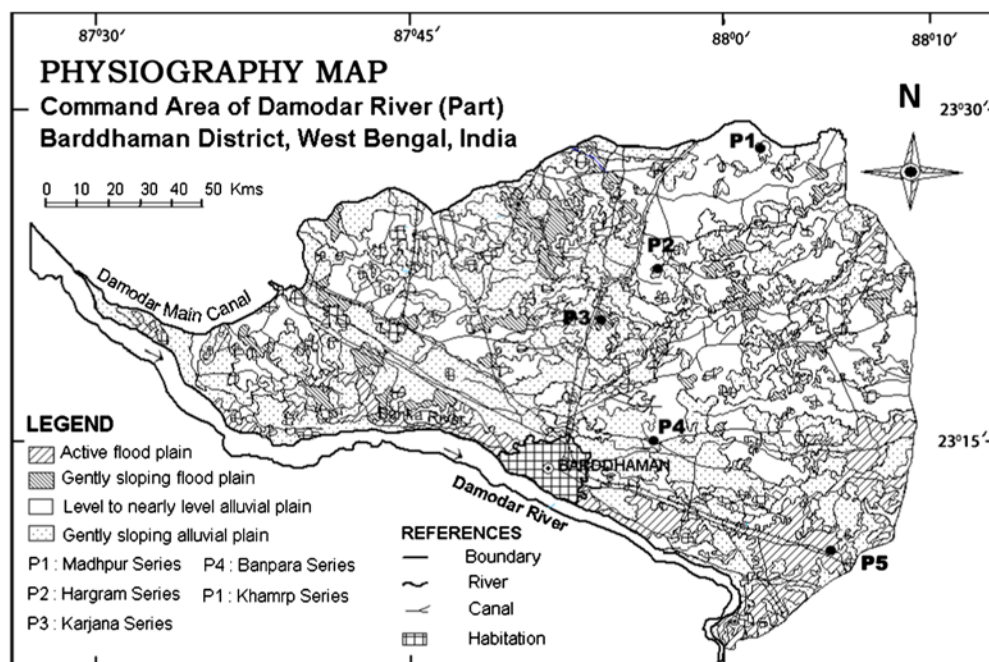 87°30′ 87°45′ 88°0′ 88°10′
PHYSIOGRAPHY MAP
Command Area of Damodar River (Part)
Barddhaman District, West Bengal, India
N
23°30′
P1
0 10 20 30 40 50 Kms
P2
Damodar Main Canal
P3
Banka River
P4
23°15′
BARDDHAMAN
Damodar River
P5
LEGEND
Active flood plain
Gently sloping flood plain
Level to nearly level alluvial plain
Gently sloping alluvial plain
P1 : Madhpur Series P4 : Banpara Series
P2 : Hargram Series P1 : Khamrp Series
P3 : Karjana Series
REFERENCES
Boundary
River
Canal
Habitation